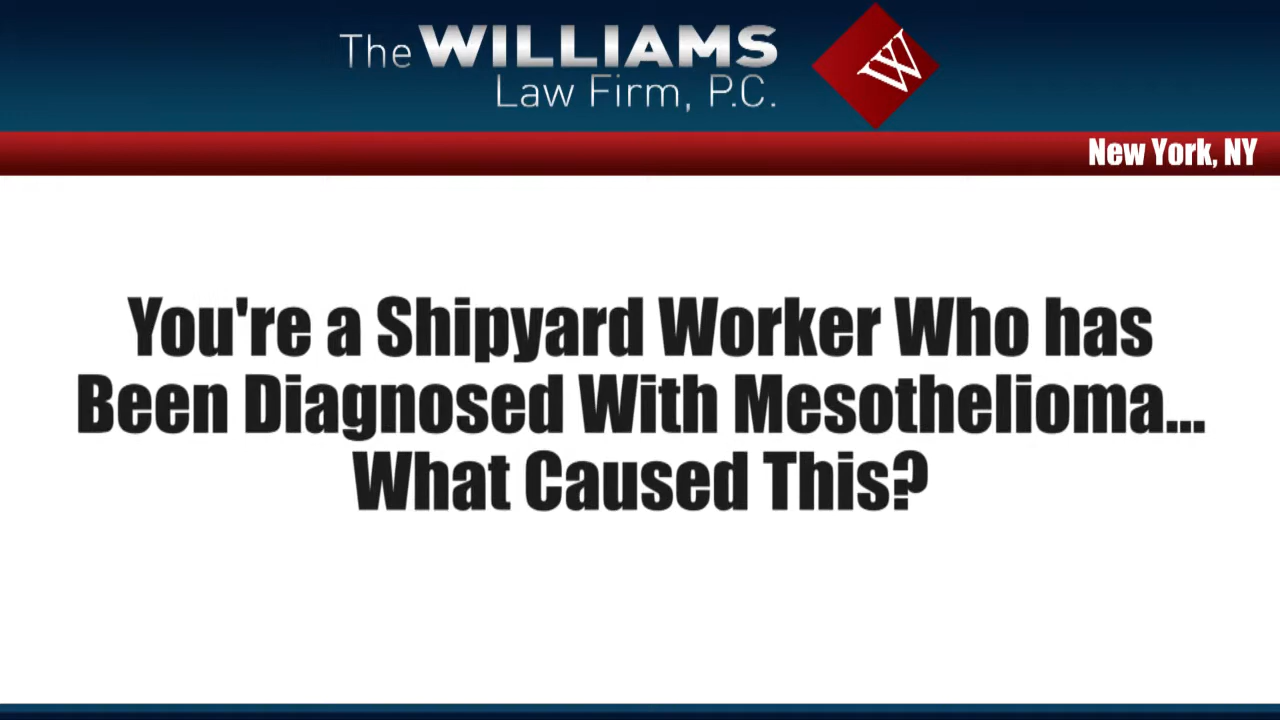 The WILLIAMS
Law Firm, P.C.
W
New York, NY
You're a Shipyard Worker Who has
Been Diagnosed With Mesothelioma...
What Caused This?